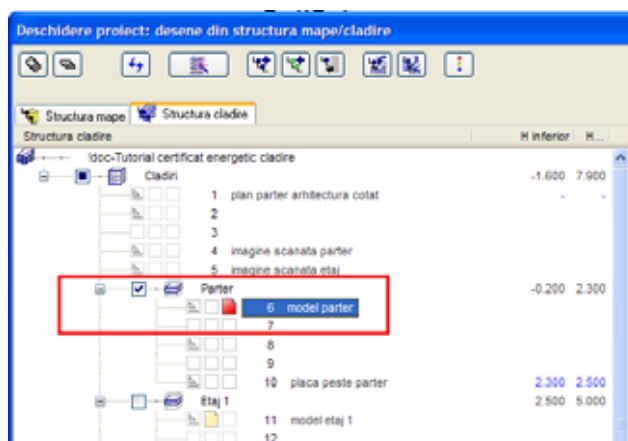 Deschidere proiect: desene din structura mape/cladire
Structura mape Structura cladire
Structura cladire H inferior H...
!doc-Tutorial certificat energetic cladire
Cladiri -1.600 7.900
1 plan parter arhitectura cotat - -
2
3
4 imagine scanata parter
5 imagine scanata etaj
Parter -0.200 2.300
6 model parter
7
8
9
10 placa peste parter 2.300 2.500
Etaj 1 2.500 5.000
11 model etaj 1
12